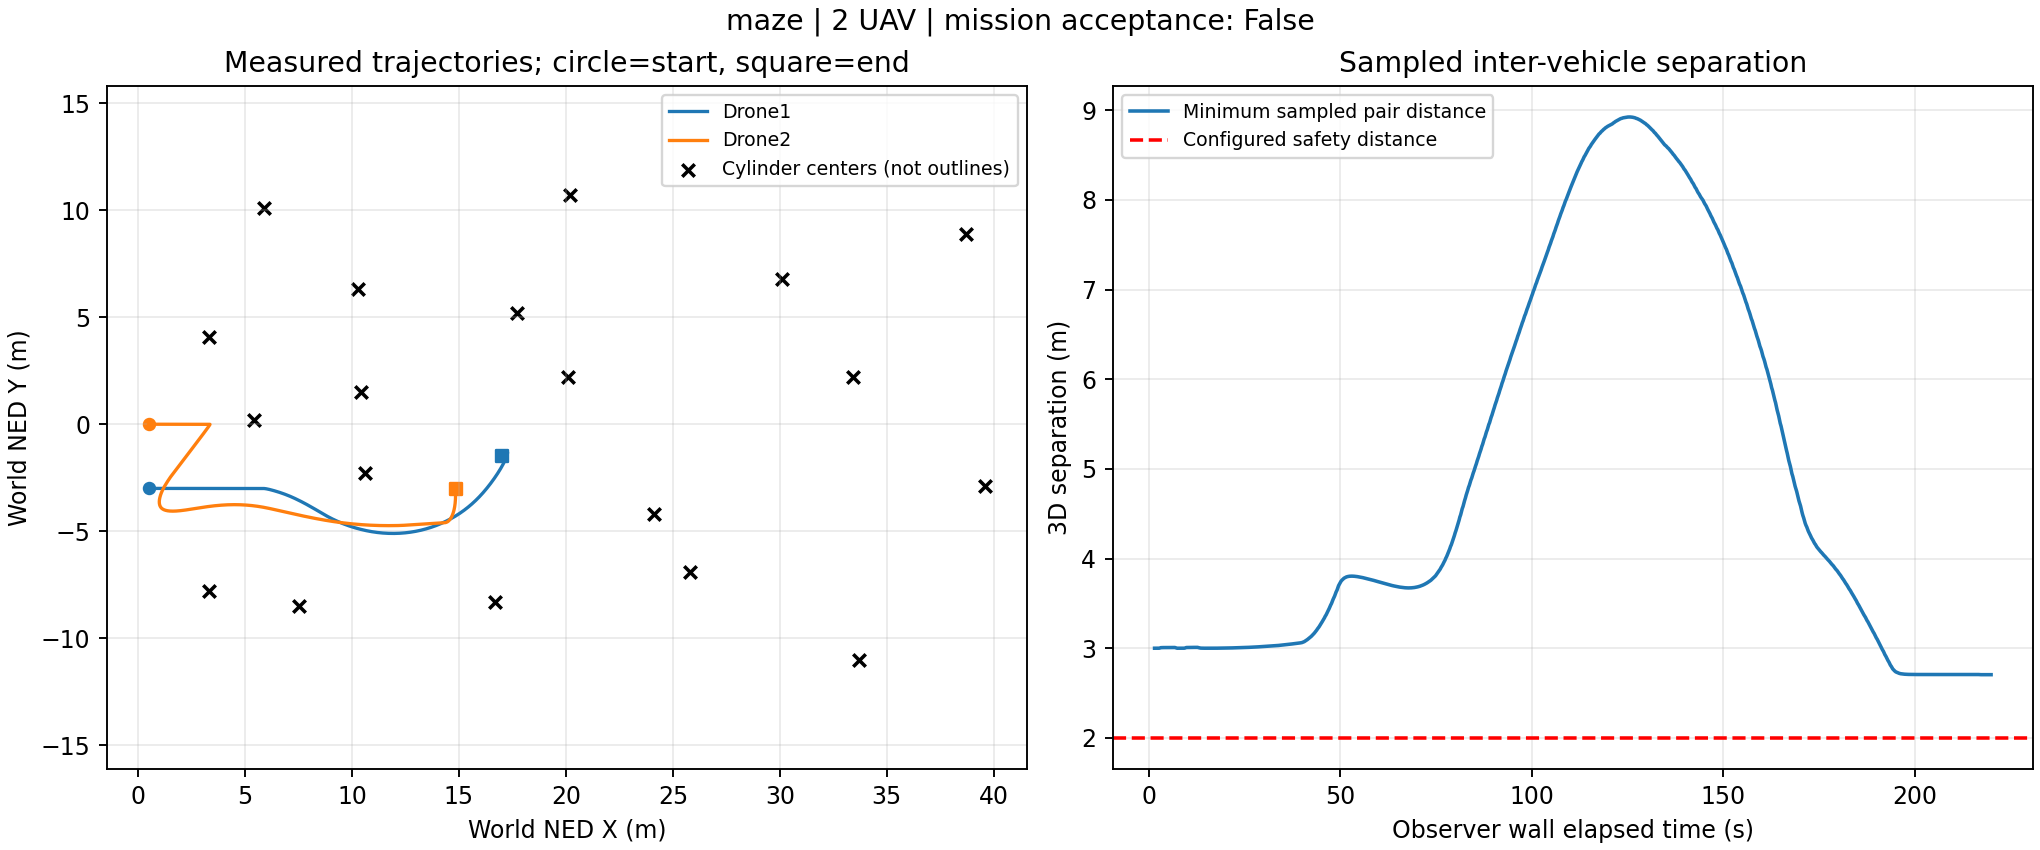 maze | 2 UAV | mission acceptance: False
Measured trajectories; circle=start, square=end
Drone1
Drone2
Cylinder centers (not outlines)
World NED Y (m)
15
10
5
0
−5
−10
−15
0 5 10 15 20 25 30 35 40
World NED X (m)
Sampled inter-vehicle separation
Minimum sampled pair distance
Configured safety distance
3D separation (m)
9
8
7
6
5
4
3
2
0 50 100 150 200
Observer wall elapsed time (s)